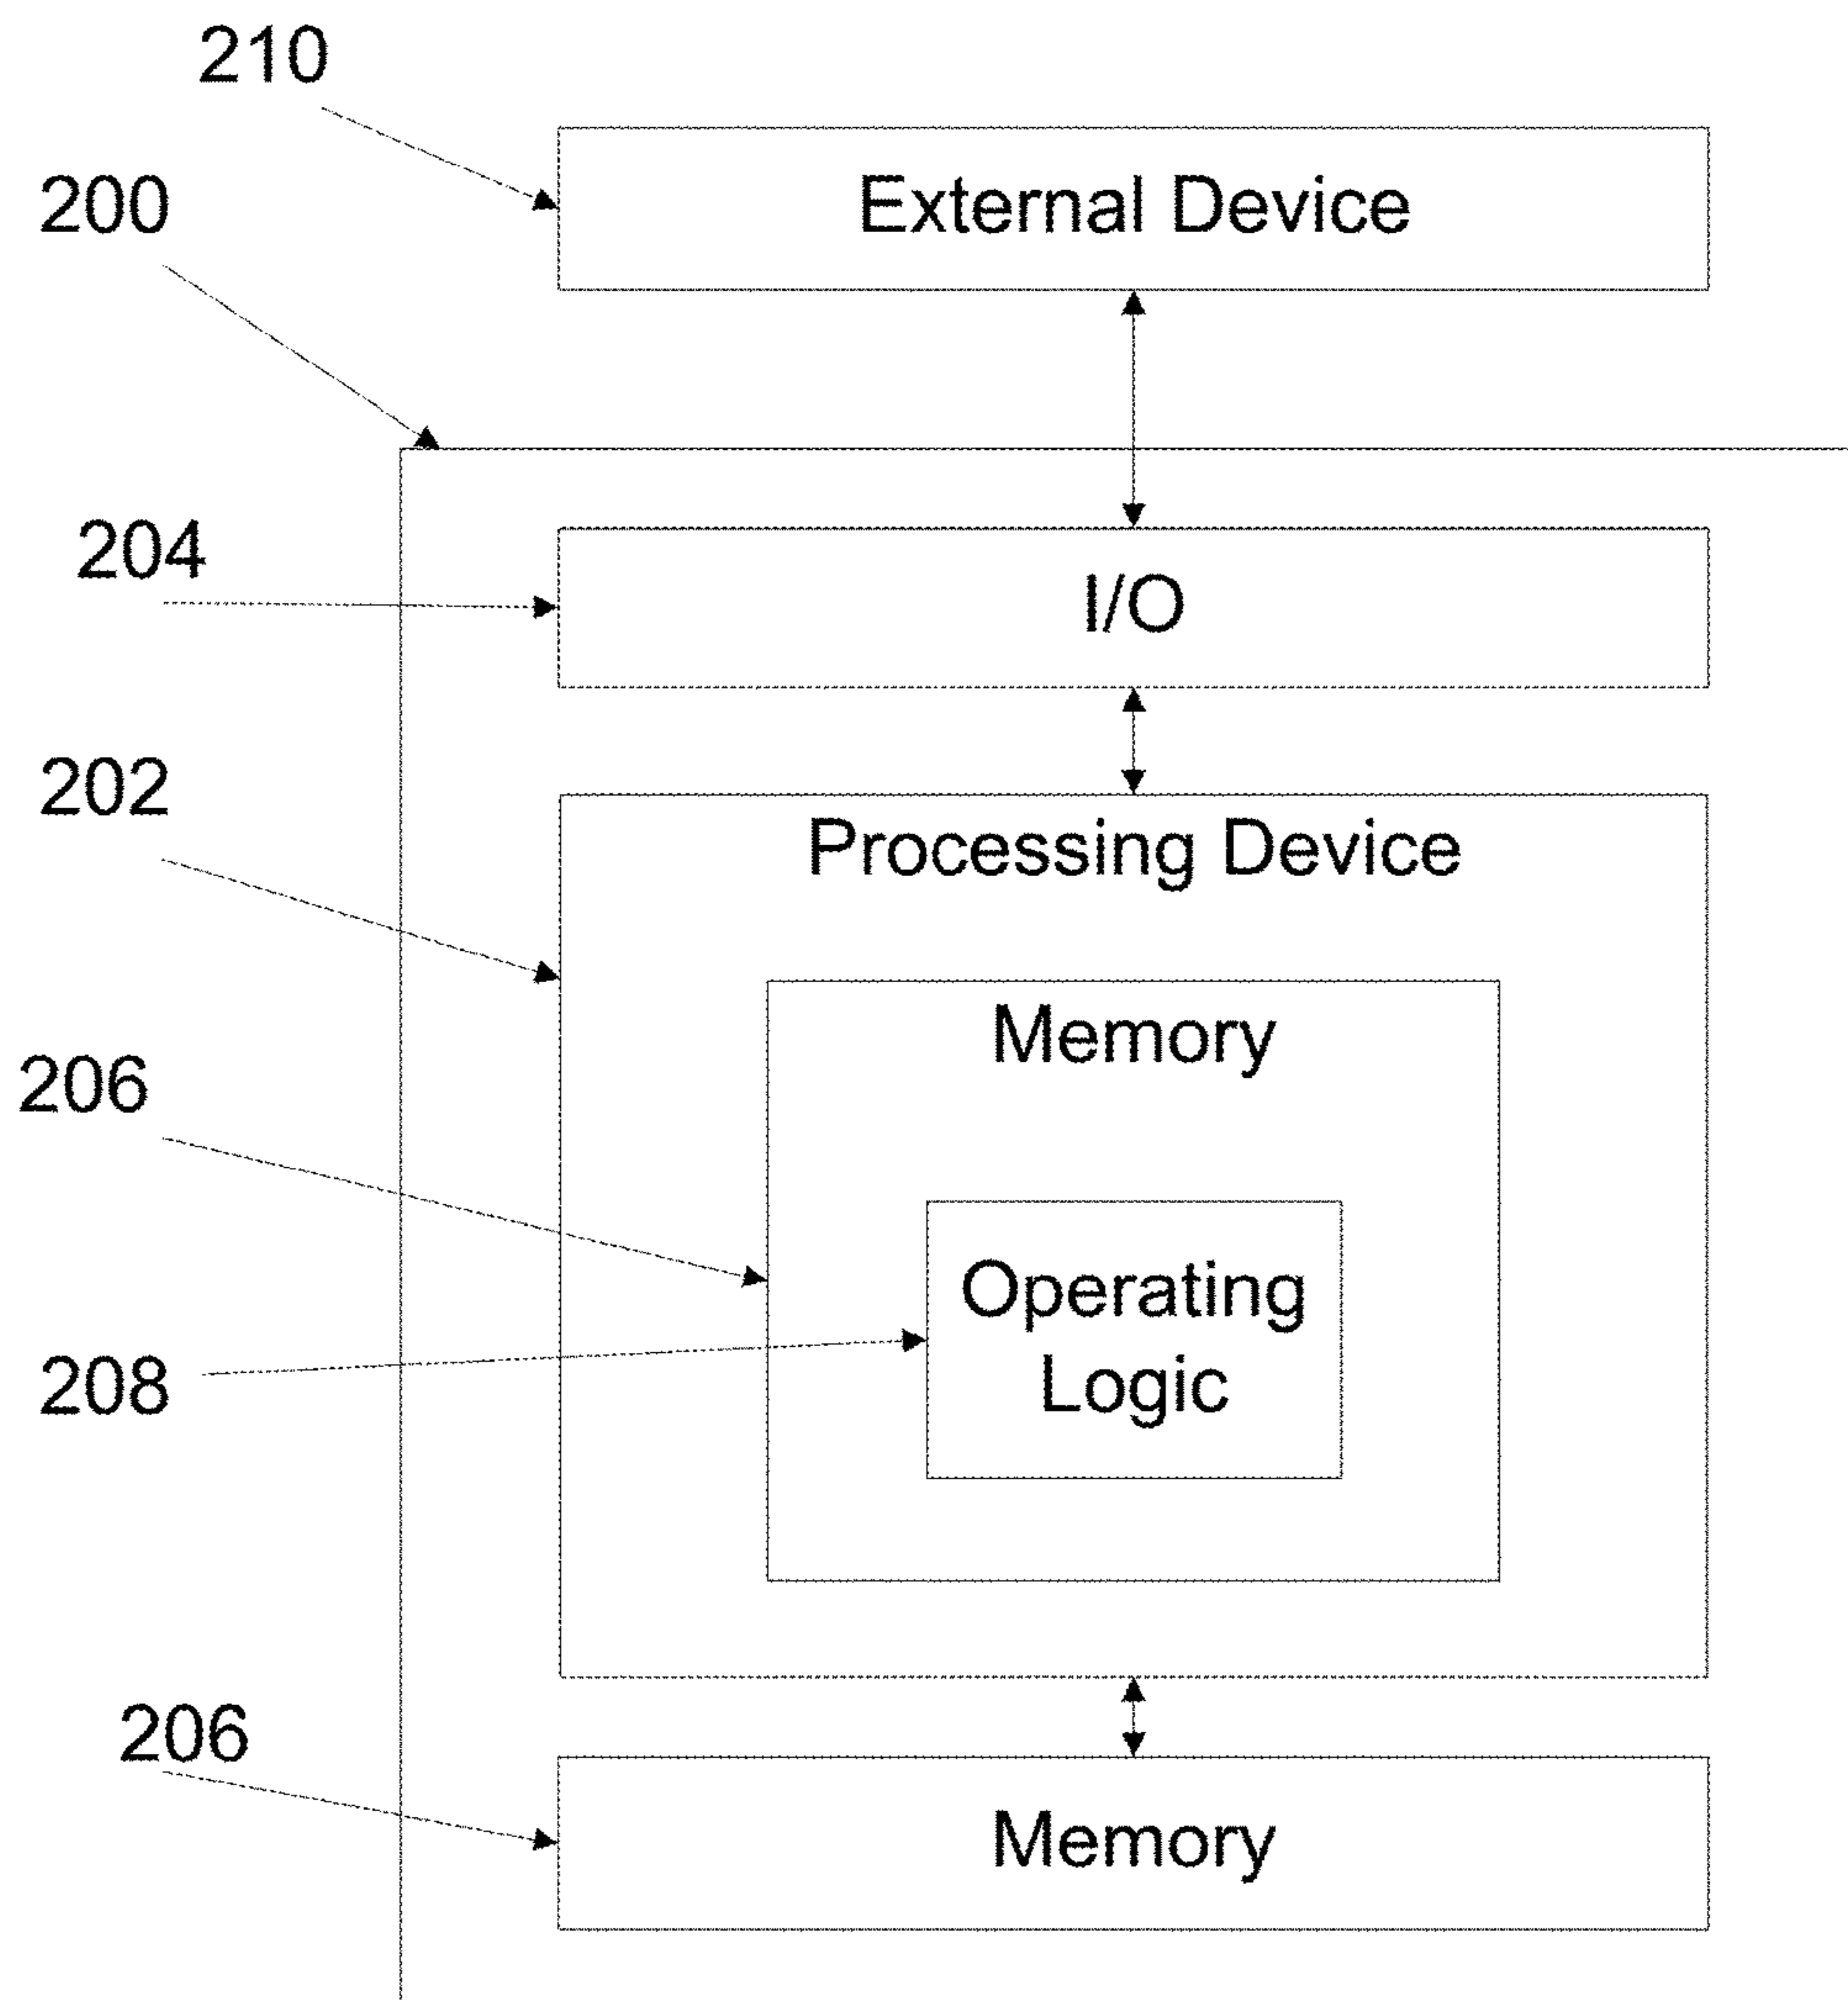 210
External Device
200
204
I/O
202
Processing Device
Memory
206
Operating
Logic
208
206
Memory